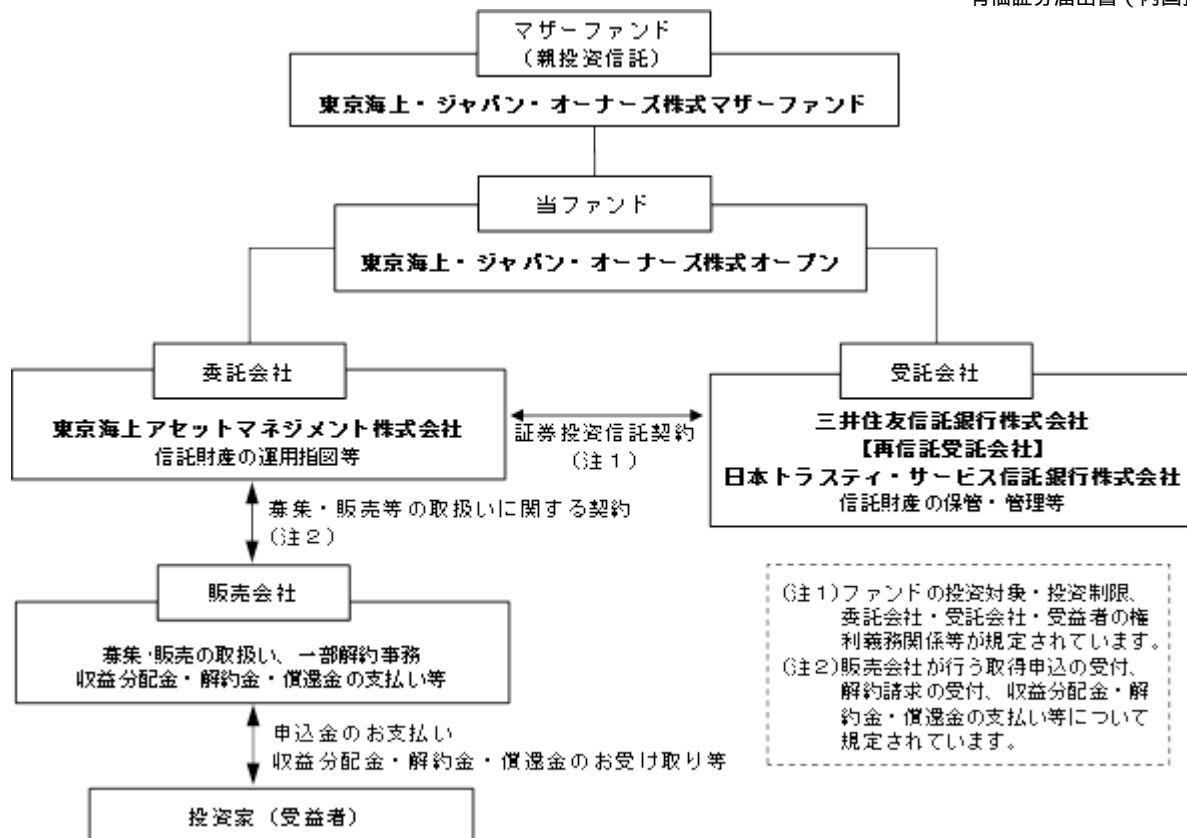 マザーファンド
（親投資信託）
東京海上・ジャパン・オーナーズ株式マザーファンド
当ファンド
東京海上・ジャパン・オーナーズ株式オープン
委託会社
東京海上アセットマネジメント株式会社
信託財産の運用指図等
証券投資信託契約
（注１）
受託会社
三井住友信託銀行株式会社
【再信託受託会社】
日本トラスティ・サービス信託銀行株式会社
信託財産の保管・管理等
募集・販売等の取扱いに関する契約
（注２）
販売会社
募集・販売の取扱い、一部解約事務
収益分配金・解約金・償還金の支払い等
申込金のお支払い
収益分配金・解約金・償還金のお受け取り等
投資家（受益者）
（注１）ファンドの投資対象・投資制限、
委託会社・受託会社・受益者の権
利義務関係等が規定されています。
（注２）販売会社が行う取得申込の受付、
解約請求の受付、収益分配金・解
約金・償還金の支払い等について
規定されています。